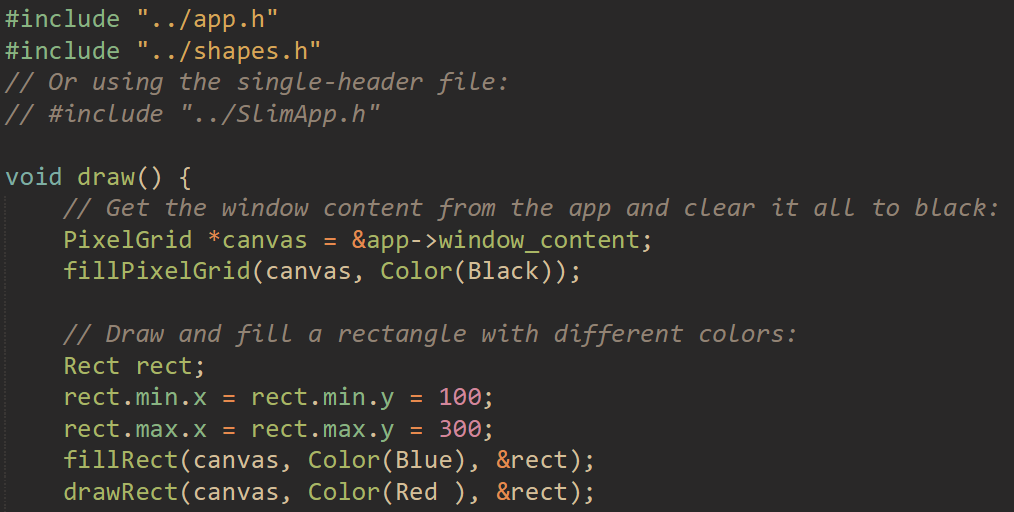 #include "../app.h"
#include "../shapes.h"
// Or using the single-header file:
// #include "../SlimApp.h"

void draw() {
    // Get the window content from the app and clear it all to black:
    PixelGrid *canvas = &app->window_content;
    fillPixelGrid(canvas, Color(Black));

    // Draw and fill a rectangle with different colors:
    Rect rect;
    rect.min.x = rect.min.y = 100;
    rect.max.x = rect.max.y = 300;
    fillRect(canvas, Color(Blue), &rect);
    drawRect(canvas, Color(Red ), &rect);